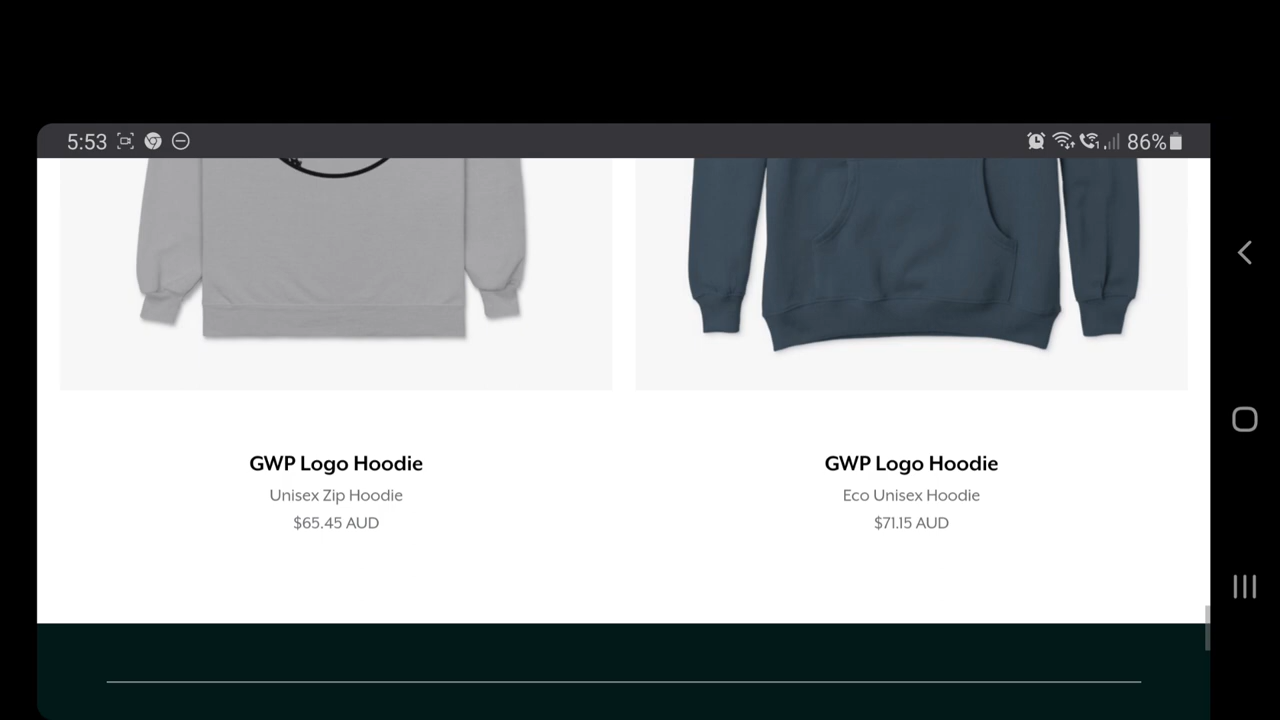 5:53
86%
GWP Logo Hoodie
Unisex Zip Hoodie
$65.45 AUD
GWP Logo Hoodie
Eco Unisex Hoodie
$71.15 AUD